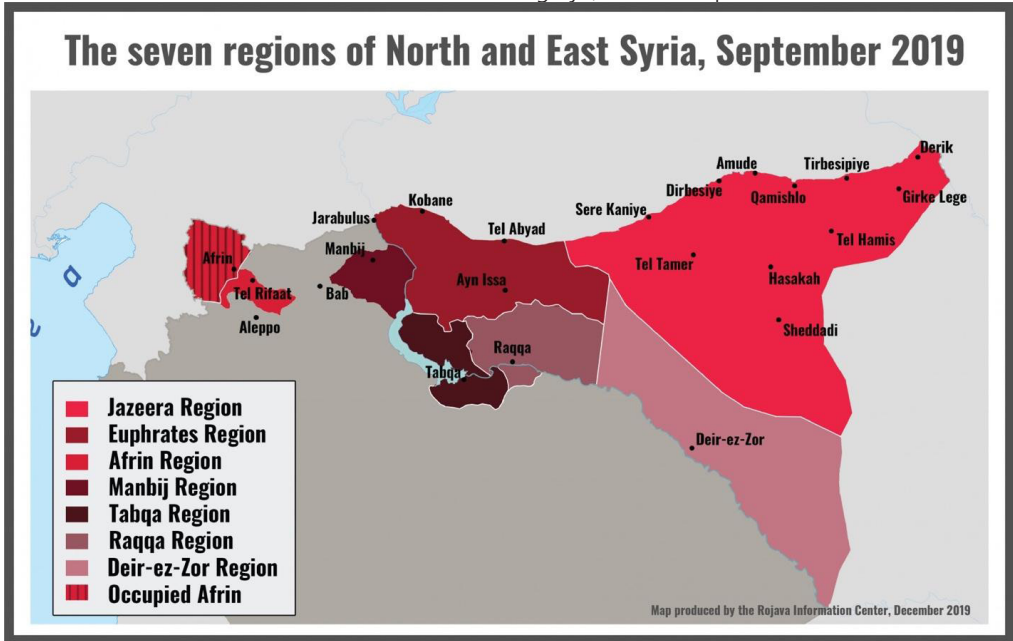 The seven regions of North and East Syria, September 2019
Derik
Amude
Tirbesipiye
Dirbesiye
Qamishlo
Girke Lege
Kobane
Sere Kaniye
Jarabulus
Tel Abyad
Tel Hamis
Manbij
Afrin
Tel Tamer
Hasakah
Ayn Issa
Tel Rifaat
Bab
Aleppo
Sheddadi
Raqqa
Tabqa
Deir-ez-Zor
Jazeera Region
Euphrates Region
Afrin Region
Manbij Region
Tabqa Region
Raqqa Region
Deir-ez-Zor Region
Occupied Afrin
Map produced by the Rojava Information Center, December 2019